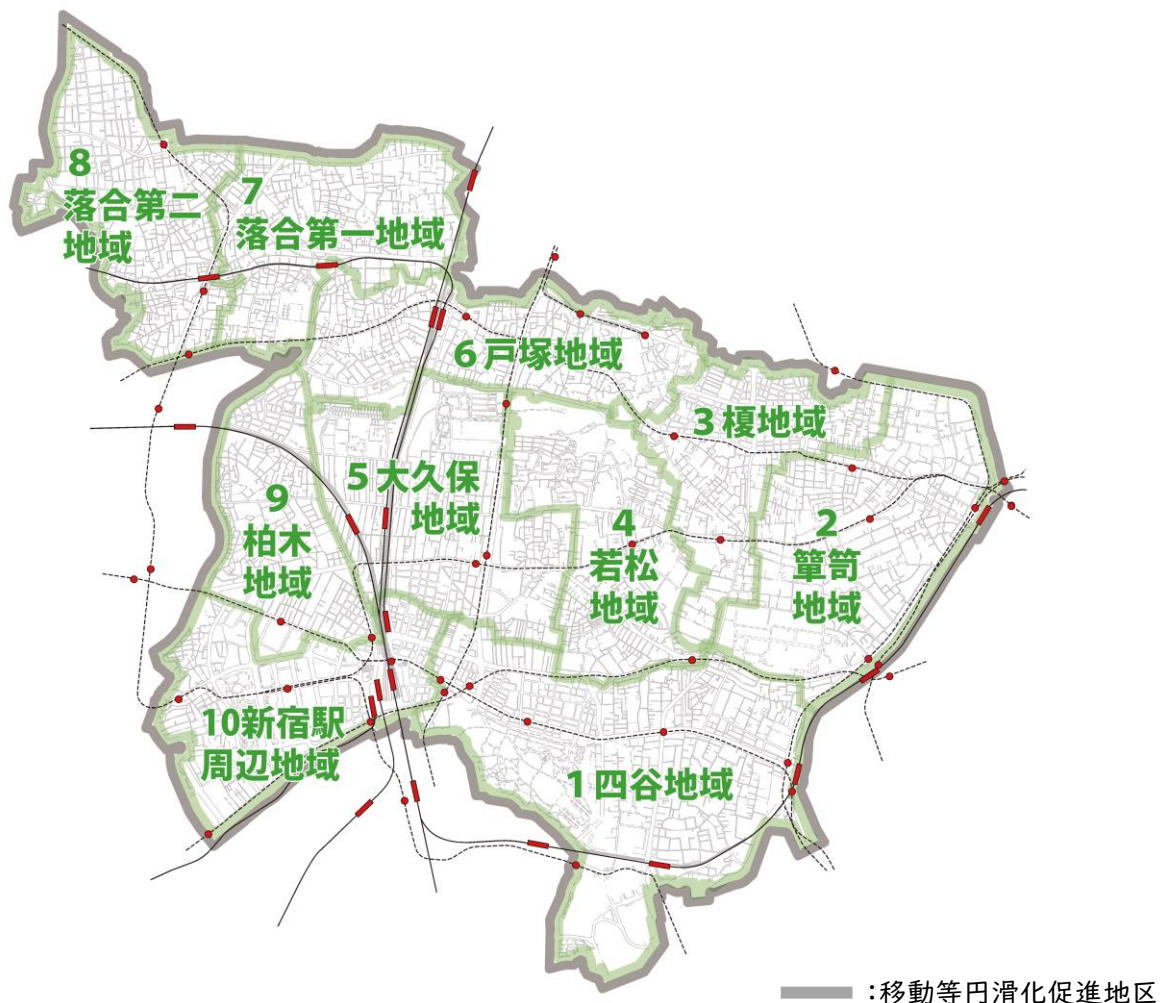 8
落合第二
地域
7
落合第一地域
6戸塚地域
3榎地域
5大久保
地域
9
柏木
地域
4
若松
地域
2
簞笥
地域
10新宿駅
周辺地域
1四谷地域
:移動等円滑化促進地区